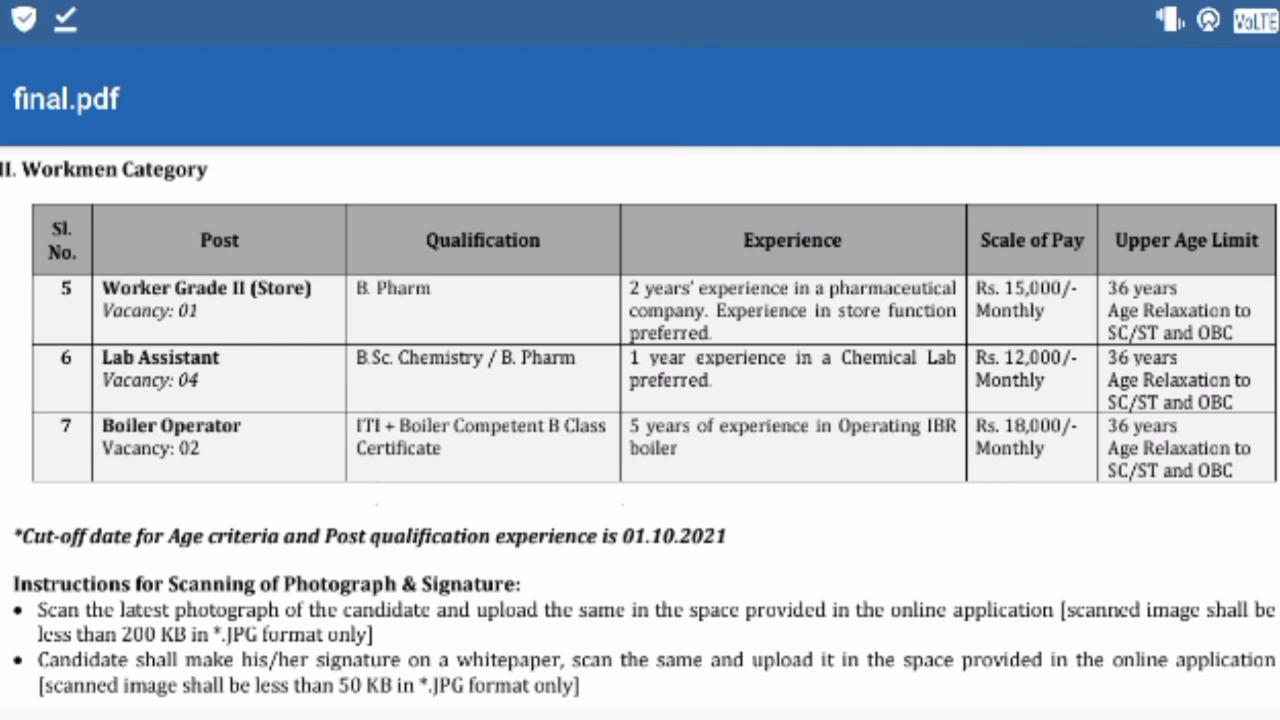 VoLTE
final.pdf
II. Workmen Category
Sl. No.
Post
Qualification
Experience
Scale of Pay
Upper Age Limit
5
Worker Grade II (Store)
Vacancy: 01
B. Pharm
2 years' experience in a pharmaceutical
company. Experience in store function
preferred.
Rs. 15,000/-
Monthly
36 years
Age Relaxation to
SC/ST and OBC
6
Lab Assistant
Vacancy: 04
B.Sc. Chemistry / B. Pharm
1 year experience in a Chemical Lab
preferred.
Rs. 12,000/-
Monthly
36 years
Age Relaxation to
SC/ST and OBC
7
Boiler Operator
Vacancy: 02
ITI + Boiler Competent B Class
Certificate
5 years of experience in Operating IBR
boiler
Rs. 18,000/-
Monthly
36 years
Age Relaxation to
SC/ST and OBC
*Cut-off date for Age criteria and Post qualification experience is 01.10.2021
Instructions for Scanning of Photograph & Signature:
• Scan the latest photograph of the candidate and upload the same in the space provided in the online application [scanned image shall be
less than 200 KB in *.JPG format only]
• Candidate shall make his/her signature on a whitepaper, scan the same and upload it in the space provided in the online application
[scanned image shall be less than 50 KB in *.JPG format only]